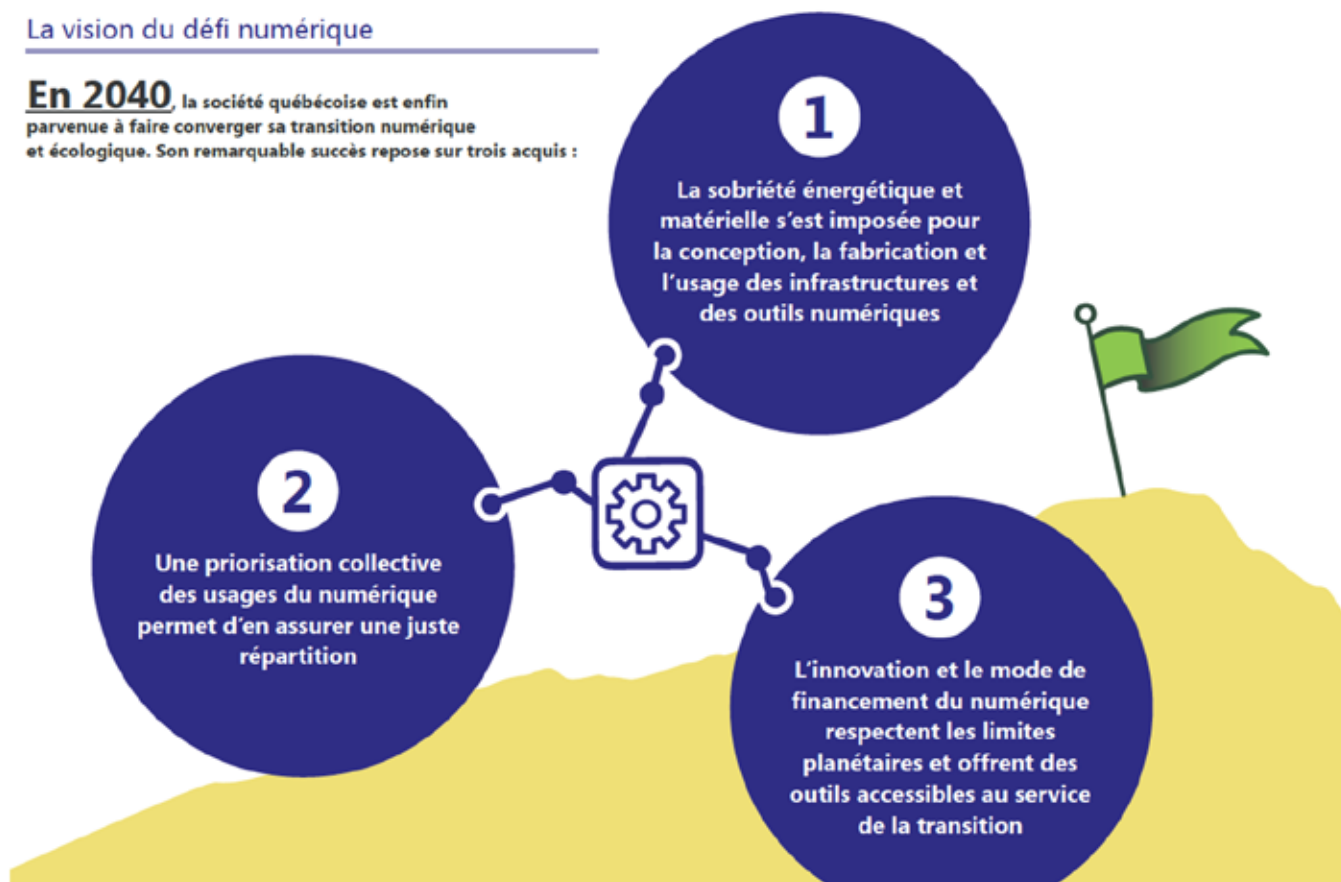 La vision du défi numérique
En 2040, la société québécoise est enfin
parvenue à faire converger sa transition numérique
et écologique. Son remarquable succès repose sur trois acquis :
1
La sobriété énergétique et
matérielle s'est imposée pour
la conception, la fabrication et
l'usage des infrastructures et
des outils numériques
2
Une priorisation collective
des usages du numérique
permet d'en assurer une juste
répartition
3
L'innovation et le mode de
financement du numérique
respectent les limites
planétaires et offrent des
outils accessibles au service
de la transition